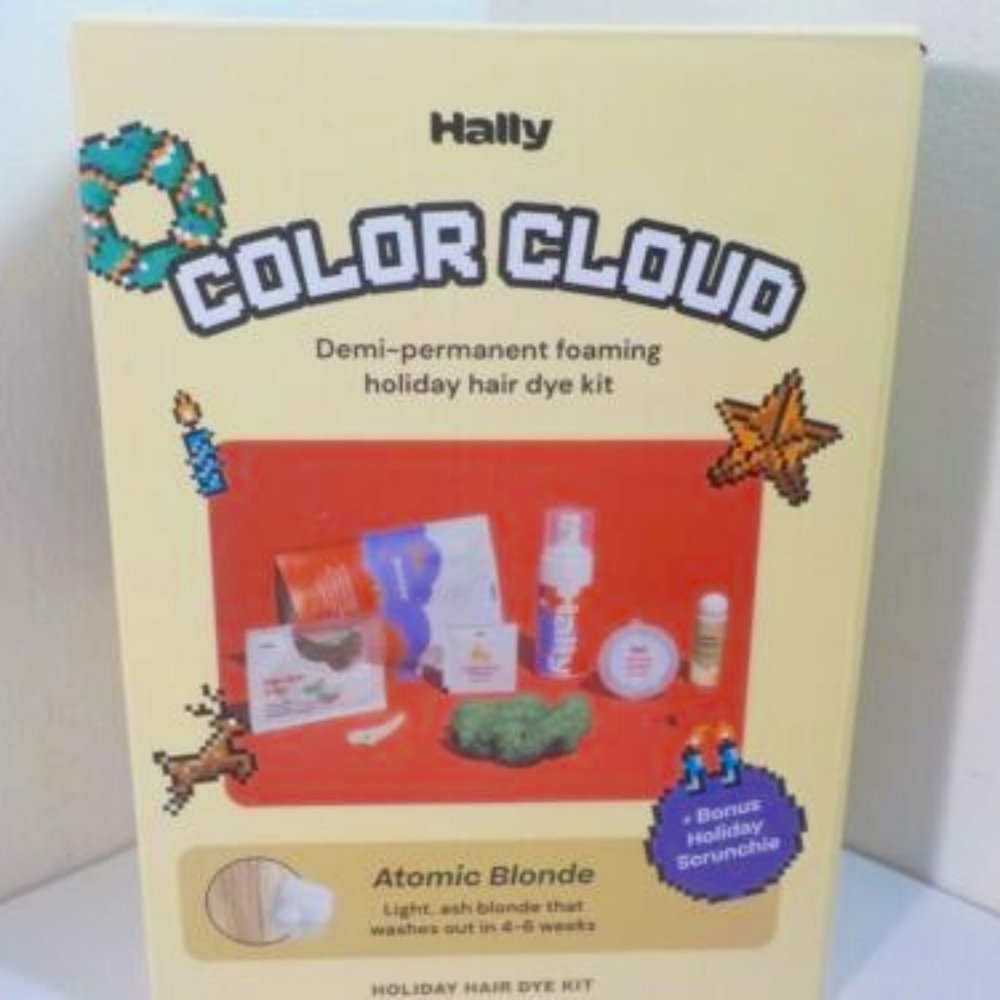 Hally
COLOR CLOUD
Demi-permanent foaming
holiday hair dye kit
Hally
+ Bonus
Holiday
Scrunchie
Atomic Blonde
Light, ash blonde that
washes out in 4-6 weeks
HOLIDAY HAIR DYE KIT